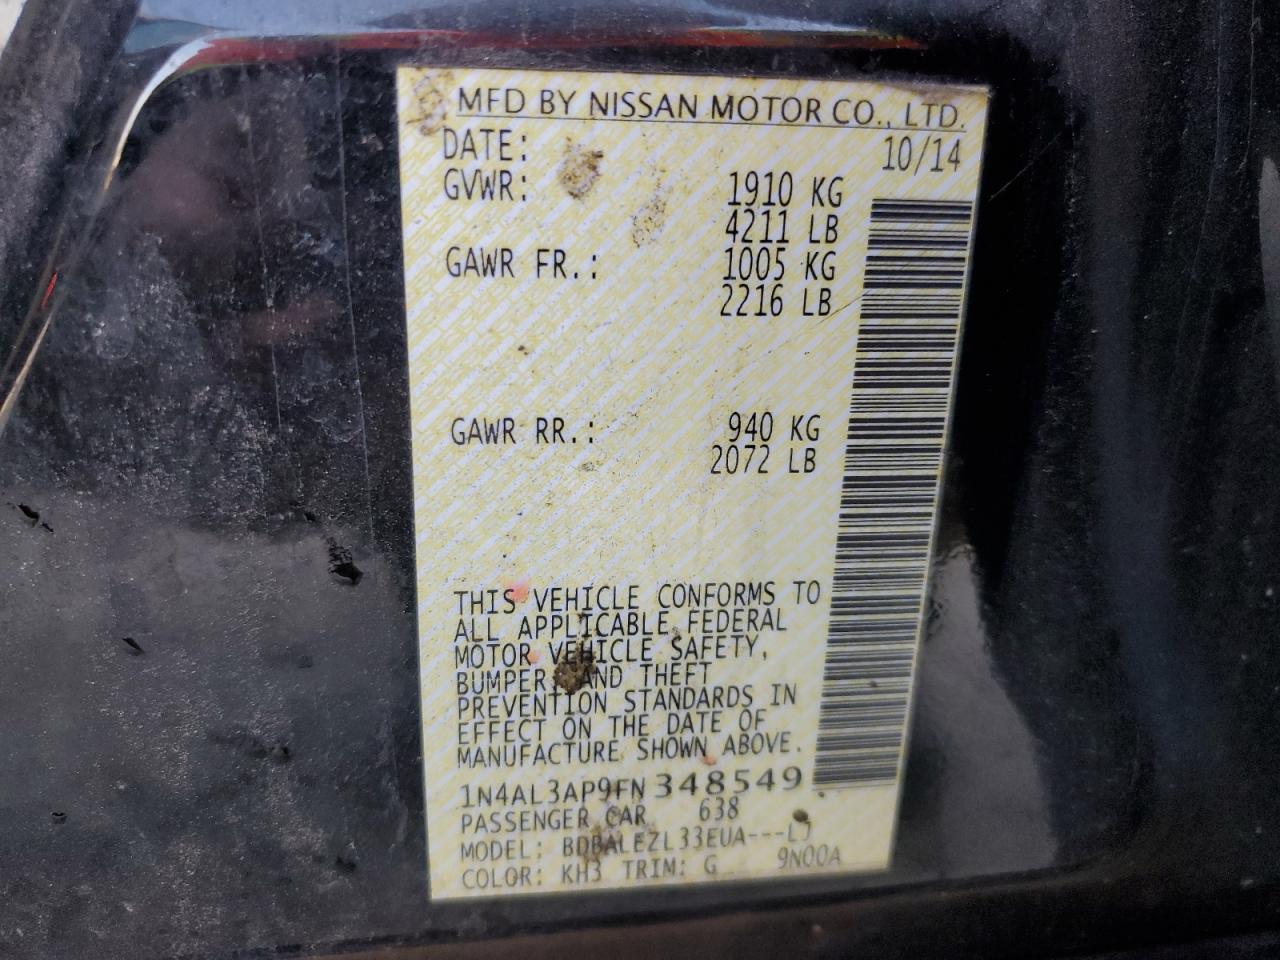 MFD BY NISSAN MOTOR CO., LTD.
DATE: 10/14
GVWR: 1910 KG
4211 LB
GAWR FR.: 1005 KG
2216 LB
GAWR RR.: 940 KG
2072 LB
THIS VEHICLE CONFORMS TO
ALL APPLICABLE FEDERAL
MOTOR VEHICLE SAFETY,
BUMPER AND THEFT
PREVENTION STANDARDS IN
EFFECT ON THE DATE OF
MANUFACTURE SHOWN ABOVE.
1N4AL3AP9FN348549
PASSENGER CAR 638
MODEL: BDBALEZL33EUA---LJ
COLOR: KH3 TRIM: G 9N00A